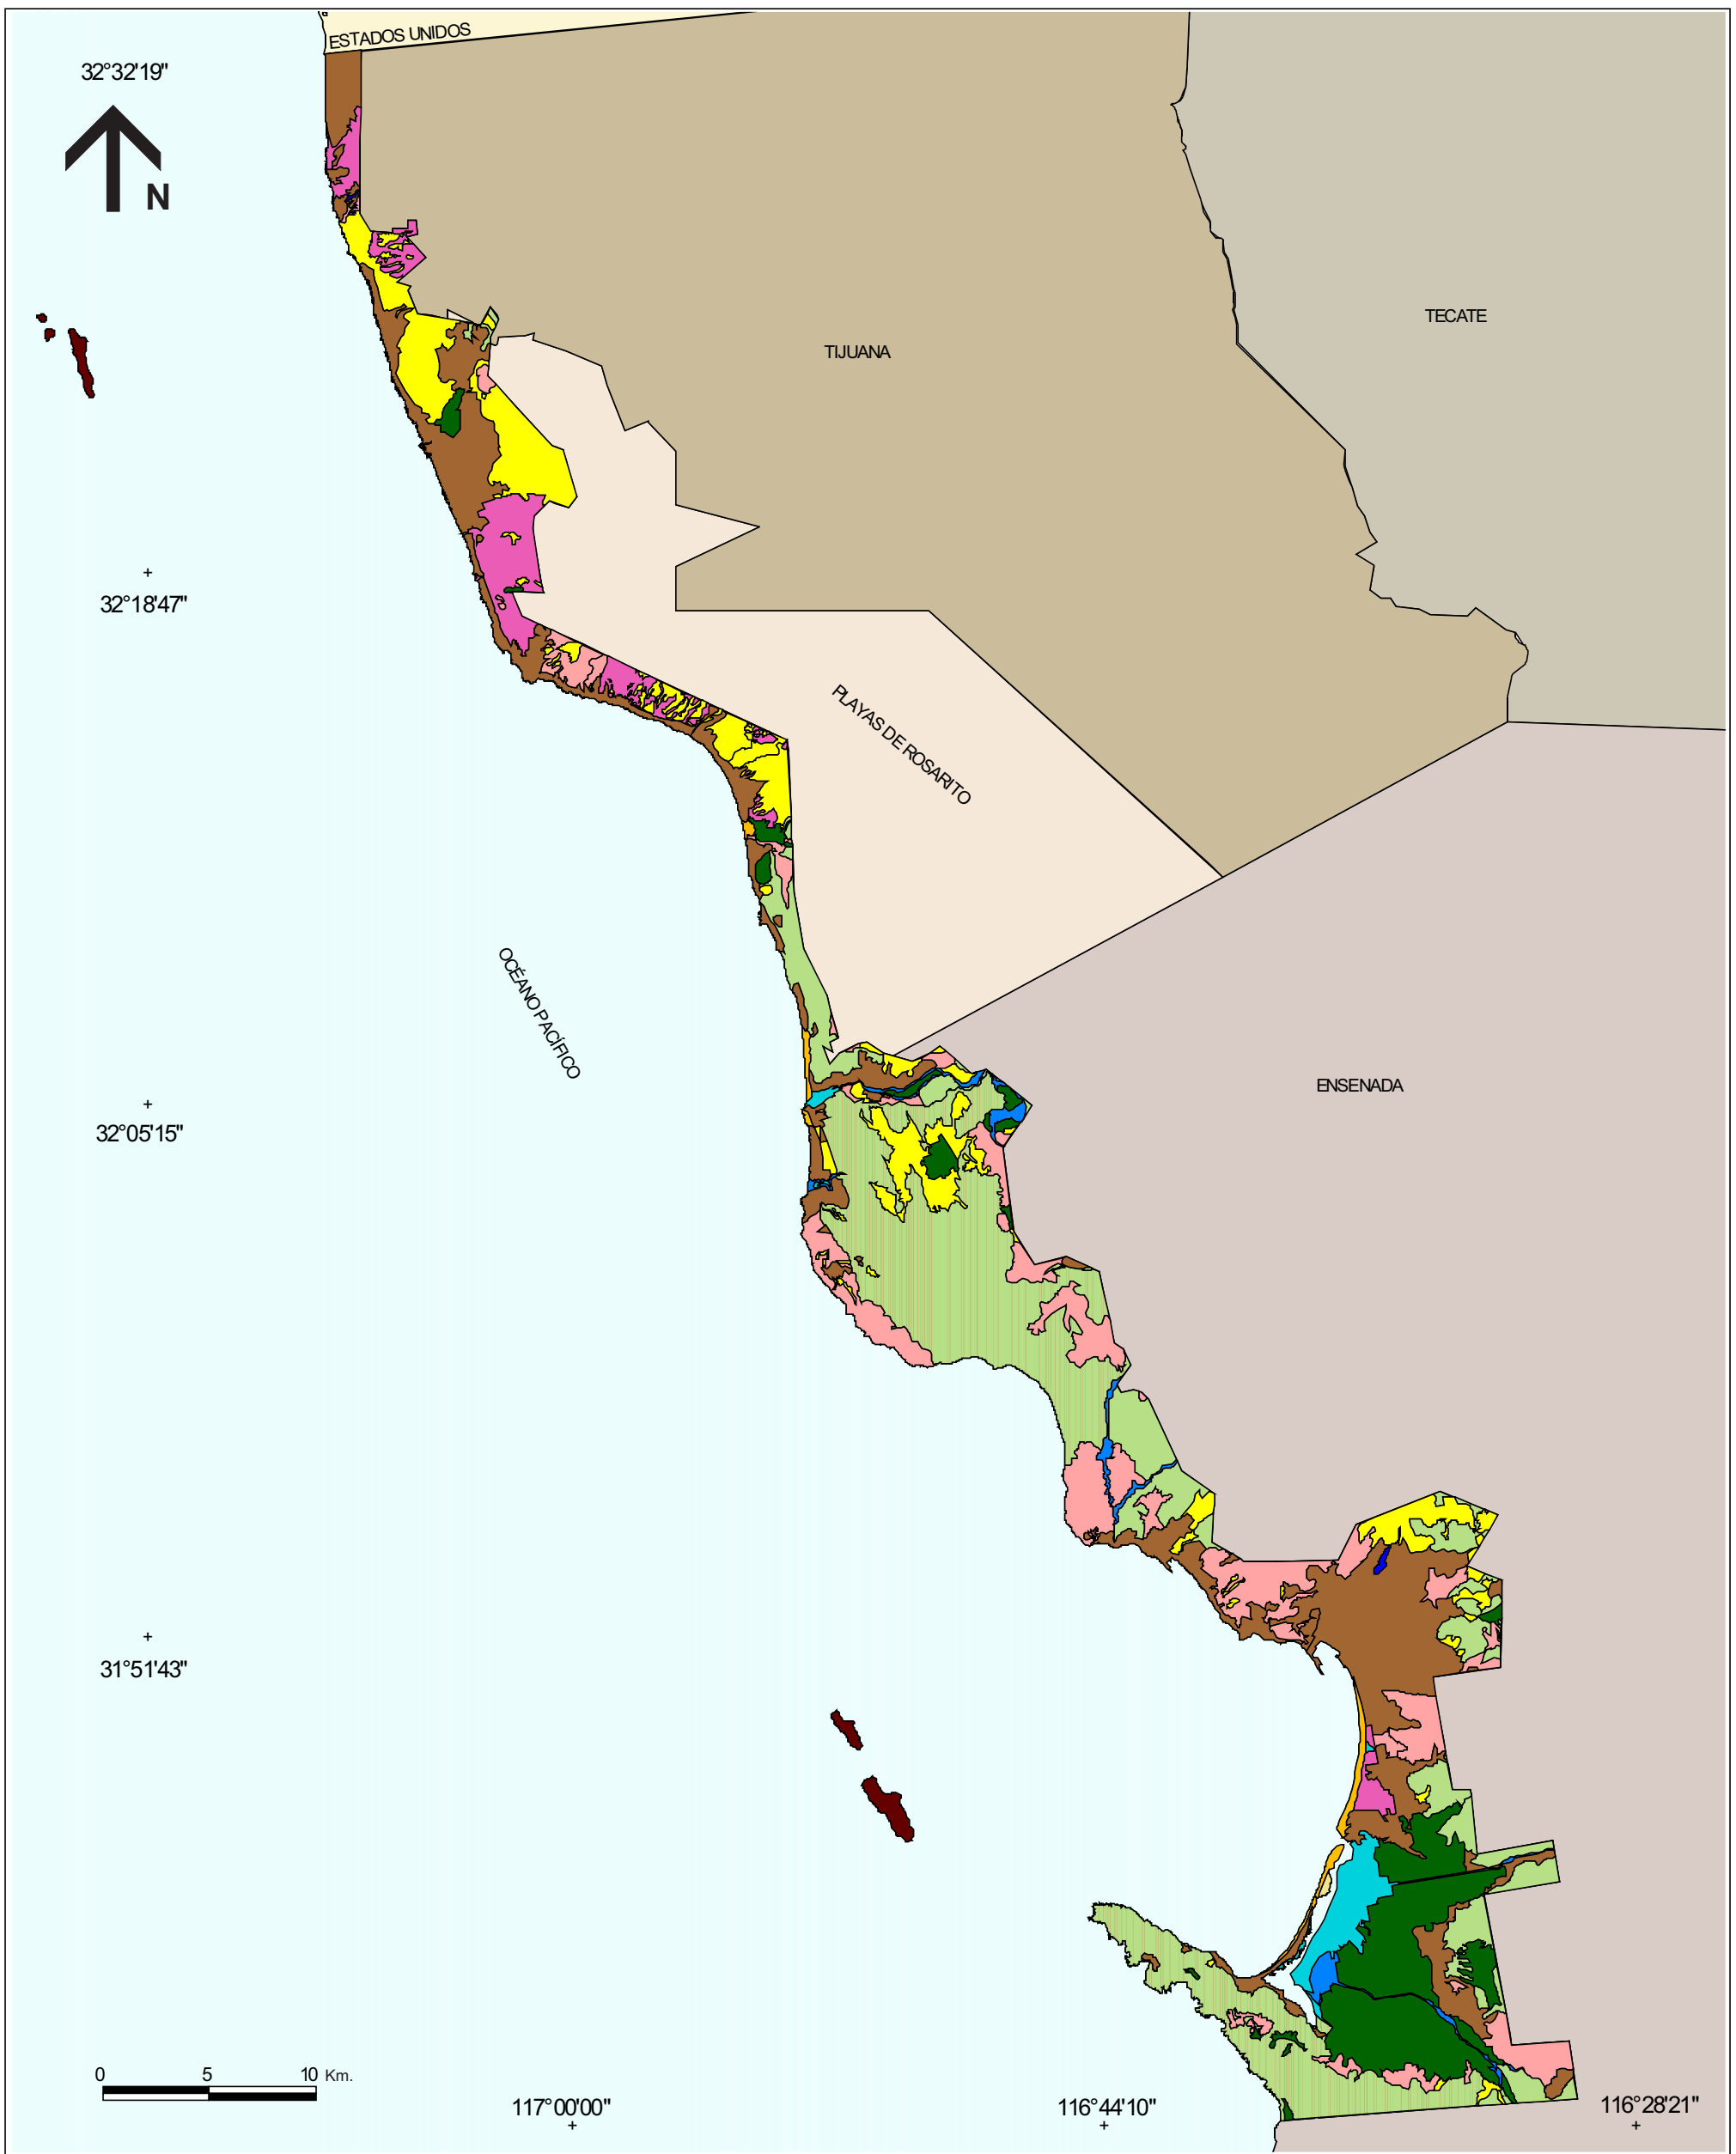 ESTADOS UNIDOS
32°32'19"
N
TECATE
TIJUANA
32°18'47"
PLAYAS DE ROSARITO
OCÉANO PACÍFICO
ENSENADA
32°05'15"
31°51'43"
0 5 10 Km.
117°00'00"
116°44'10"
116°28'21"